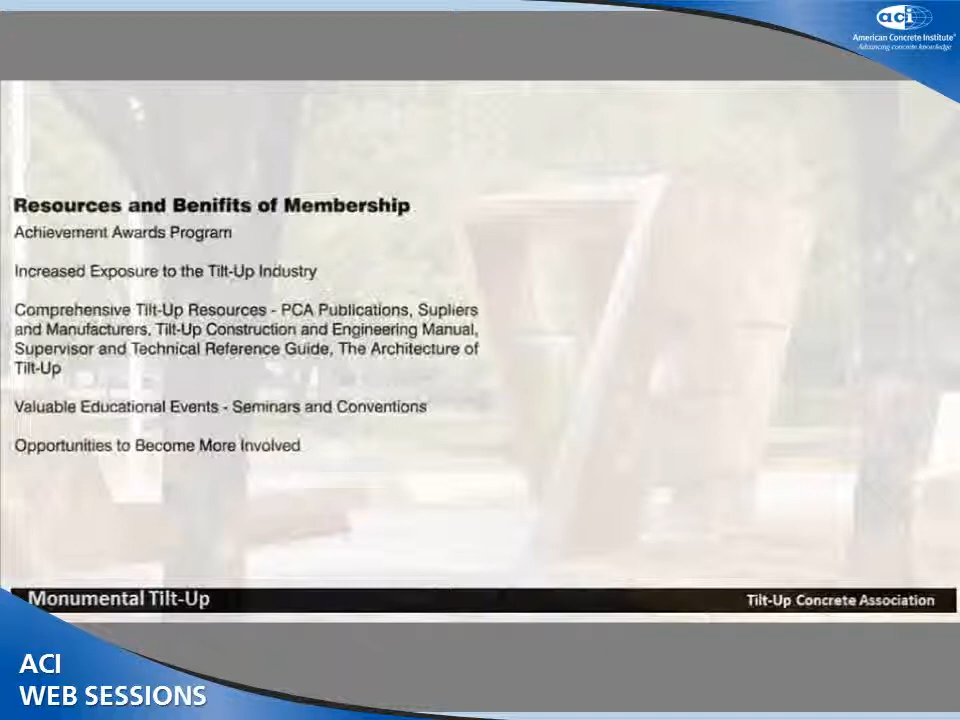 aci
American Concrete Institute®
Advancing concrete knowledge
Resources and Benifits of Membership
Achievement Awards Program
Increased Exposure to the Tilt-Up Industry
Comprehensive Tilt-Up Resources - PCA Publications, Supliers
and Manufacturers, Tilt-Up Construction and Engineering Manual,
Supervisor and Technical Reference Guide, The Architecture of
Tilt-Up
Valuable Educational Events - Seminars and Conventions
Opportunities to Become More Involved
Monumental Tilt-Up
Tilt-Up Concrete Association
ACI
WEB SESSIONS